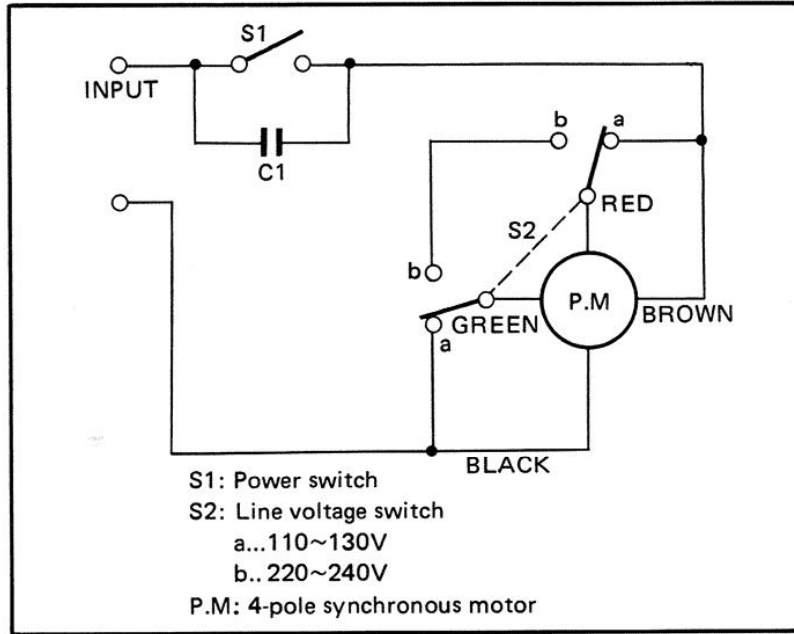 S1
INPUT
C1
b
a
RED
S2
b
P.M
BROWN
GREEN
a
BLACK
S1: Power switch
S2: Line voltage switch
a...110~130V
b.. 220~240V
P.M: 4-pole synchronous motor